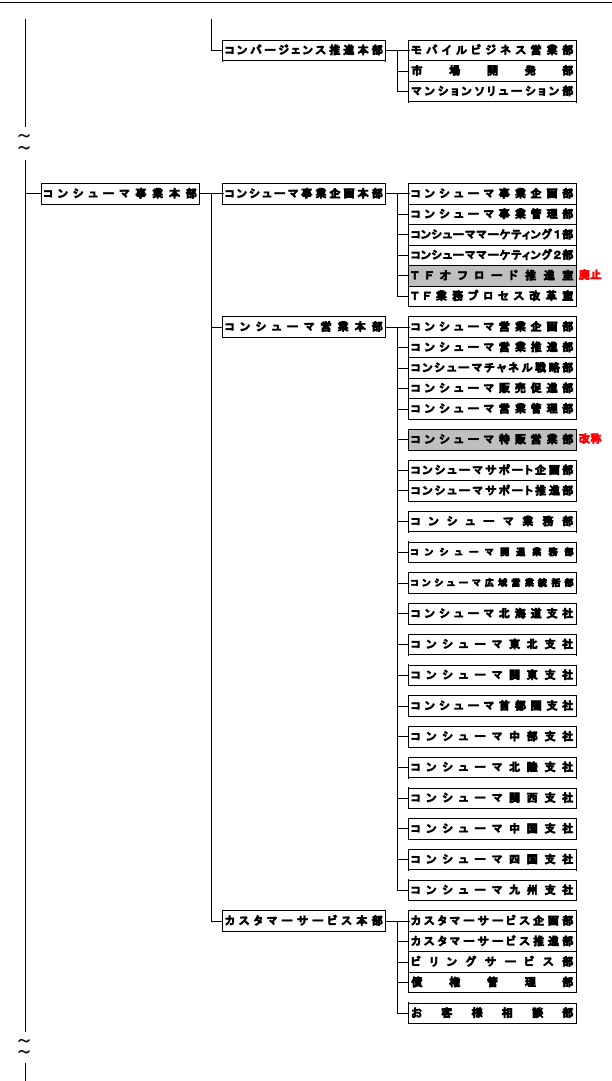 コンバージェンス推進本部
モバイルビジネス営業部
市場開発部
マンションソリューション部
~
~
コンシューマ事業本部
コンシューマ事業企画本部
コンシューマ事業企画部
コンシューマ事業管理部
コンシューママーケティング1部
コンシューママーケティング2部
TFオフロード推進室 廃止
TF業務プロセス改革室
コンシューマ営業本部
コンシューマ営業企画部
コンシューマ営業推進部
コンシューマチャネル戦略部
コンシューマ販売促進部
コンシューマ営業管理部
コンシューマ特販営業部 改称
コンシューマサポート企画部
コンシューマサポート推進部
コンシューマ業務部
コンシューマ開通業務部
コンシューマ広域営業統括部
コンシューマ北海道支社
コンシューマ東北支社
コンシューマ関東支社
コンシューマ首都圏支社
コンシューマ中部支社
コンシューマ北陸支社
コンシューマ関西支社
コンシューマ中国支社
コンシューマ四国支社
コンシューマ九州支社
カスタマーサービス本部
カスタマーサービス企画部
カスタマーサービス推進部
ビリングサービス部
債権管理部
お客様相談部
~
~